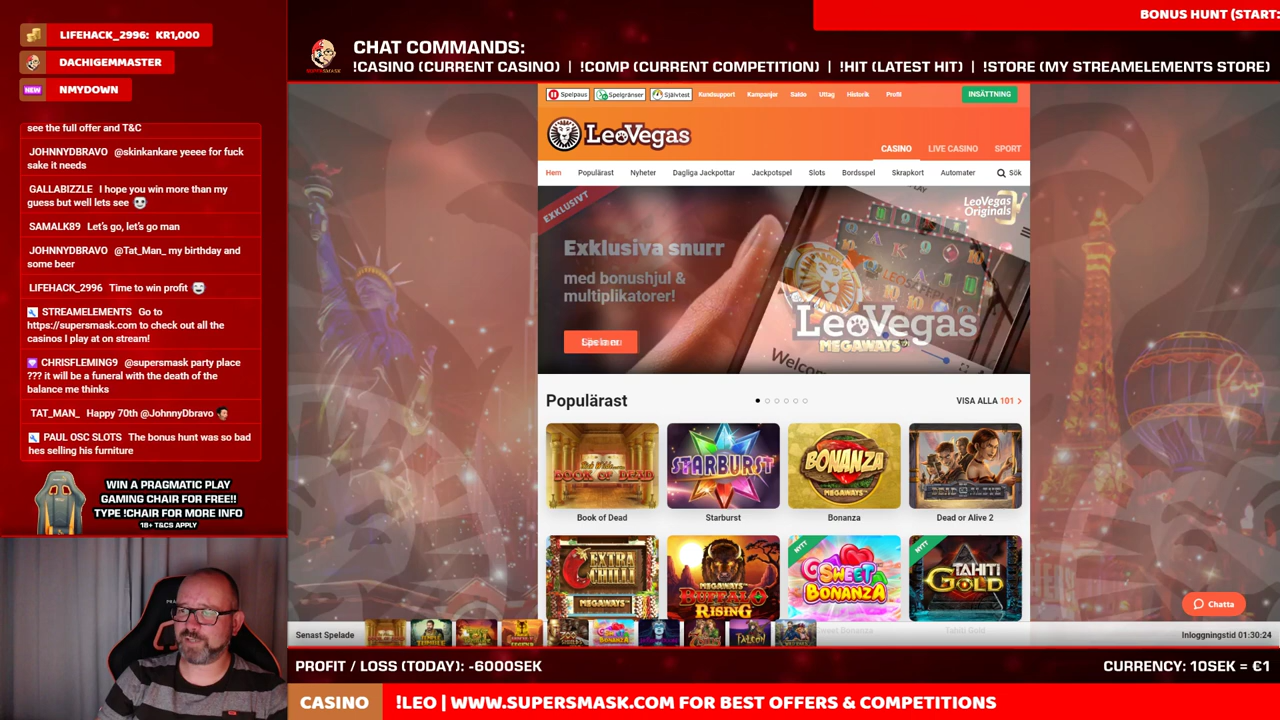 BONUS HUNT (START:
LIFEHACK_2996: KR1,000
DACHIGEMMASTER
NEW NMYDOWN
CHAT COMMANDS:
!CASINO (CURRENT CASINO) | !COMP (CURRENT COMPETITION) | !HIT (LATEST HIT) | !STORE (MY STREAMELEMENTS STORE)
see the full offer and T&C
JOHNNYDBRAVO @skinkankare yeeee for fuck
sake it needs
GALLABIZZLE I hope you win more than my
guess but well lets see
SAMALK89 Let's go, let's go man
JOHNNYDBRAVO @Tat_Man_ my birthday and
some beer
LIFEHACK_2996 Time to win profit
STREAMELEMENTS Go to
https://supersmask.com to check out all the
casinos I play at on stream!
CHRISFLEMING9 @supersmask party place
??? it will be a funeral with the death of the
balance me thinks
TAT_MAN_ Happy 70th @JohnnyDbravo
PAUL OSC SLOTS The bonus hunt was so bad
hes selling his furniture
WIN A PRAGMATIC PLAY
GAMING CHAIR FOR FREE!!
TYPE !CHAIR FOR MORE INFO
18+ T&CS APPLY
Spelpaus Spelgränser Självtest Kundsupport Kampanjer Saldo Uttag Historik Profil INSÄTTNING
LeoVegas
CASINO LIVE CASINO SPORT
Hem Populärast Nyheter Dagliga Jackpottar Jackpotspel Slots Bordsspel Skrapkort Automater Sök
EXKLUSIVT
LeoVegas
Originals
Exklusiva snurr
med bonushjul &
multiplikatorer!
LeoVegas
MEGAWAYS
Welcom
Populärast
VISA ALLA 101
BOOK OF DEAD
STARBURST
BONANZA
MEGAWAYS
DEAD OR ALIVE
Book of Dead Starburst Bonanza Dead or Alive 2
EXTRA
CHILLI
MEGAWAYS
MEGAWAYS
BUFFALO
RISING
NYTT
SWEET
BONANZA
NYTT
TAHITI
GOLD
Chatta
Senast Spelade
FALCON
Inloggningstid 01:30:24
PROFIT / LOSS (TODAY): -6000SEK
CURRENCY: 10SEK = €1
CASINO !LEO | WWW.SUPERSMASK.COM FOR BEST OFFERS & COMPETITIONS